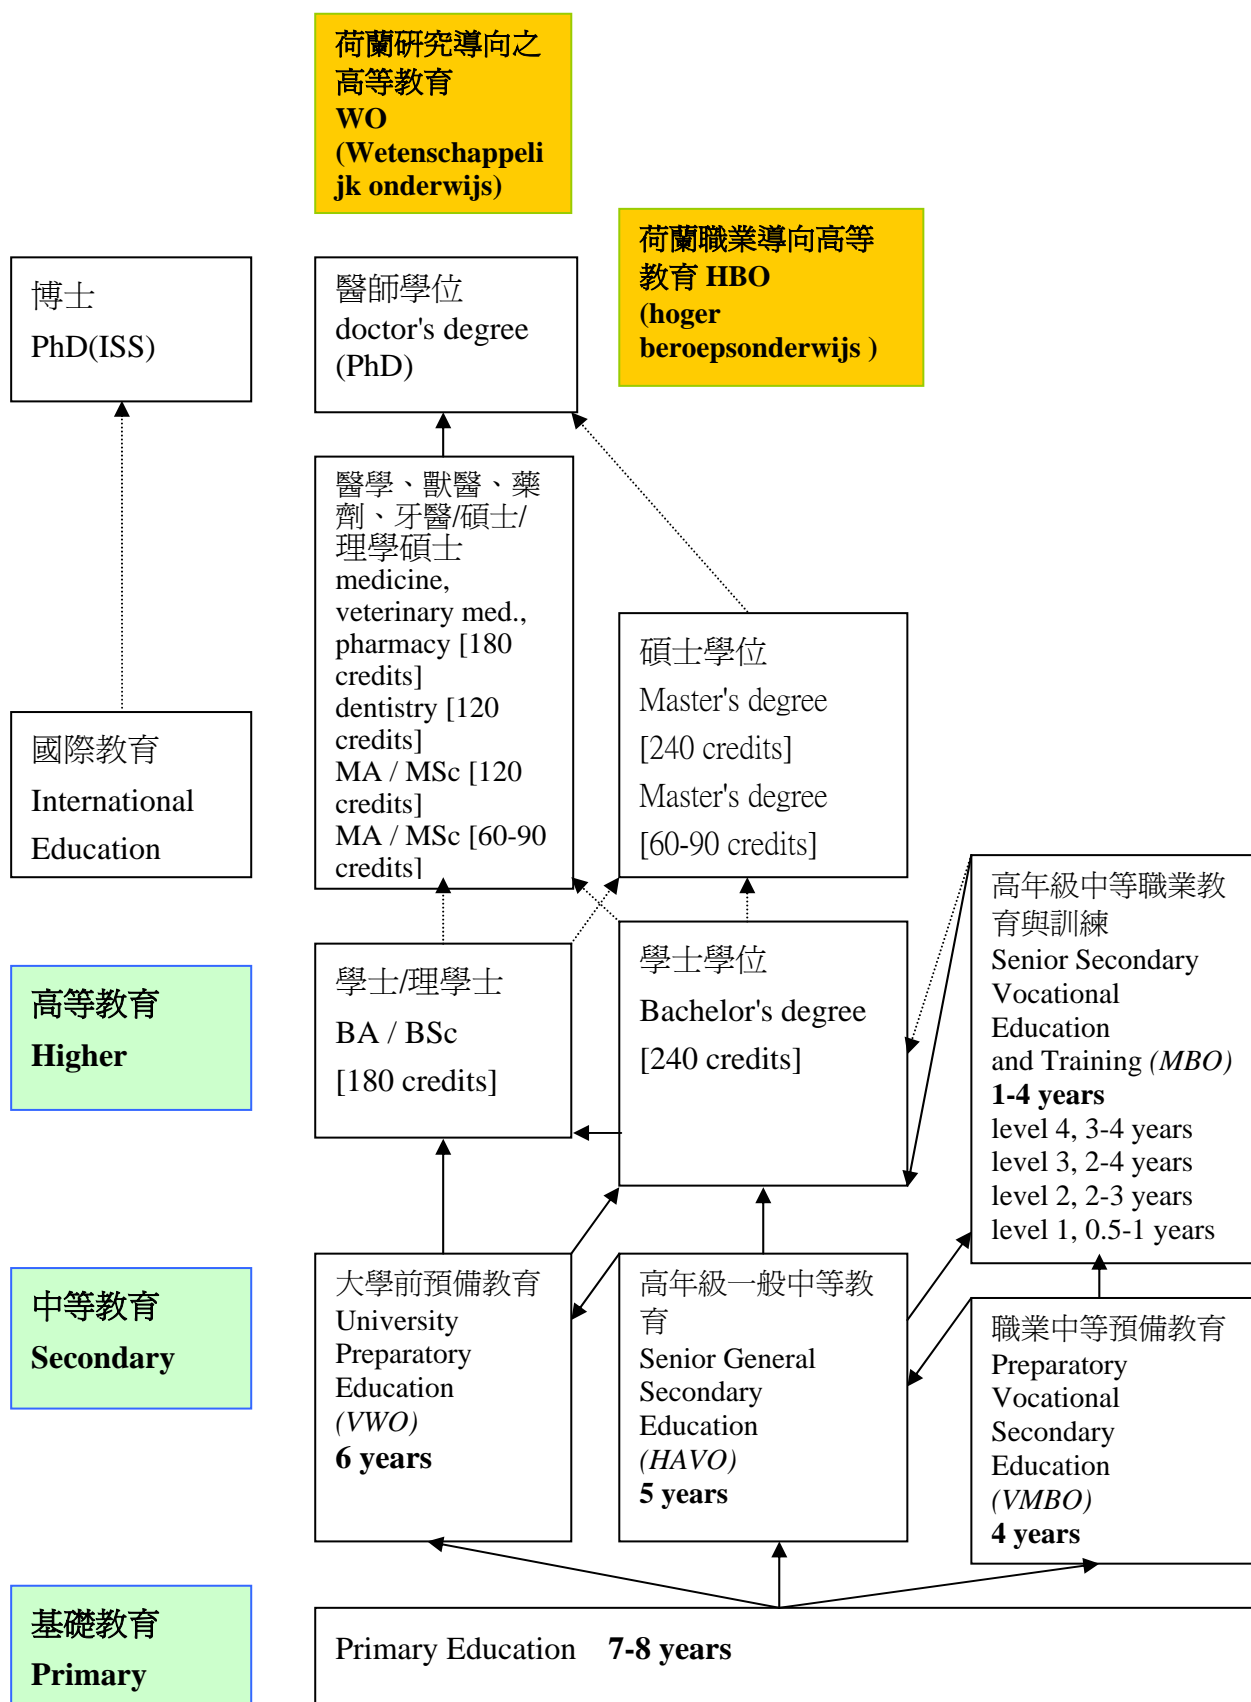 荷蘭研究導向之
高等教育
WO
(Wetenschappeli
jk onderwijs)
荷蘭職業導向高等
教育 HBO
(hoger
beroepsonderwijs )
博士
PhD(ISS)
醫師學位
doctor's degree
(PhD)
醫學、獸醫、藥
劑、牙醫/碩士/
理學碩士
medicine,
veterinary med.,
pharmacy [180
credits]
dentistry [120
credits]
MA / MSc [120
credits]
MA / MSc [60-90
credits]
碩士學位
Master's degree
[240 credits]
Master's degree
[60-90 credits]
國際教育
International
Education
高等教育
Higher
學士/理學士
BA / BSc
[180 credits]
學士學位
Bachelor's degree
[240 credits]
高年級中等職業教
育與訓練
Senior Secondary
Vocational
Education
and Training (MBO)
1-4 years
level 4, 3-4 years
level 3, 2-4 years
level 2, 2-3 years
level 1, 0.5-1 years
中等教育
Secondary
大學前預備教育
University
Preparatory
Education
(VWO)
6 years
高年級一般中等教
育
Senior General
Secondary
Education
(HAVO)
5 years
職業中等預備教育
Preparatory
Vocational
Secondary
Education
(VMBO)
4 years
基礎教育
Primary
Primary Education 7-8 years